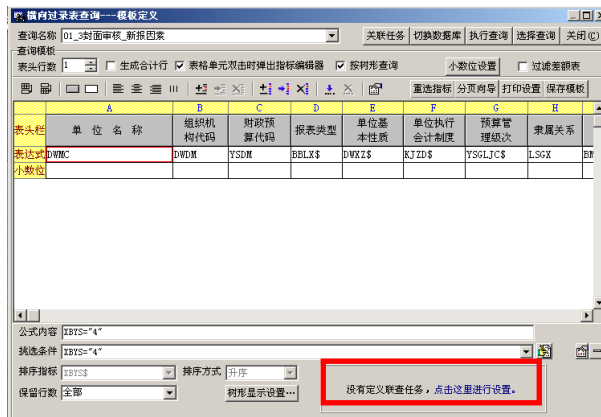 横向过录表查询---模板定义
查询名称 01_3封面审核_新报因素 关联任务 切换数据库 执行查询 选择查询 关闭(C)
查询模板
表头行数 1 生成合计行 表格单元双击时弹出指标编辑器 按树形查询 小数位设置 过滤差额表
重选指标 分页向导 打印设置 保存模板
A B C D E F G H
表头栏 单 位 名 称 组织机构代码 财政预算代码 报表类型 单位基本性质 单位执行会计制度 预算管理级次 隶属关系
表达式 DWMC DWDM YSDM BBLX$ DWXZ$ KJZD$ YSGLJC$ LSGX
小数位
公式内容 XBYS="4"
挑选条件 XBYS="4"
排序指标 XBYS$ 排序方式 升序
没有定义联查任务，点击这里进行设置。
保留行数 全部 树形显示设置...